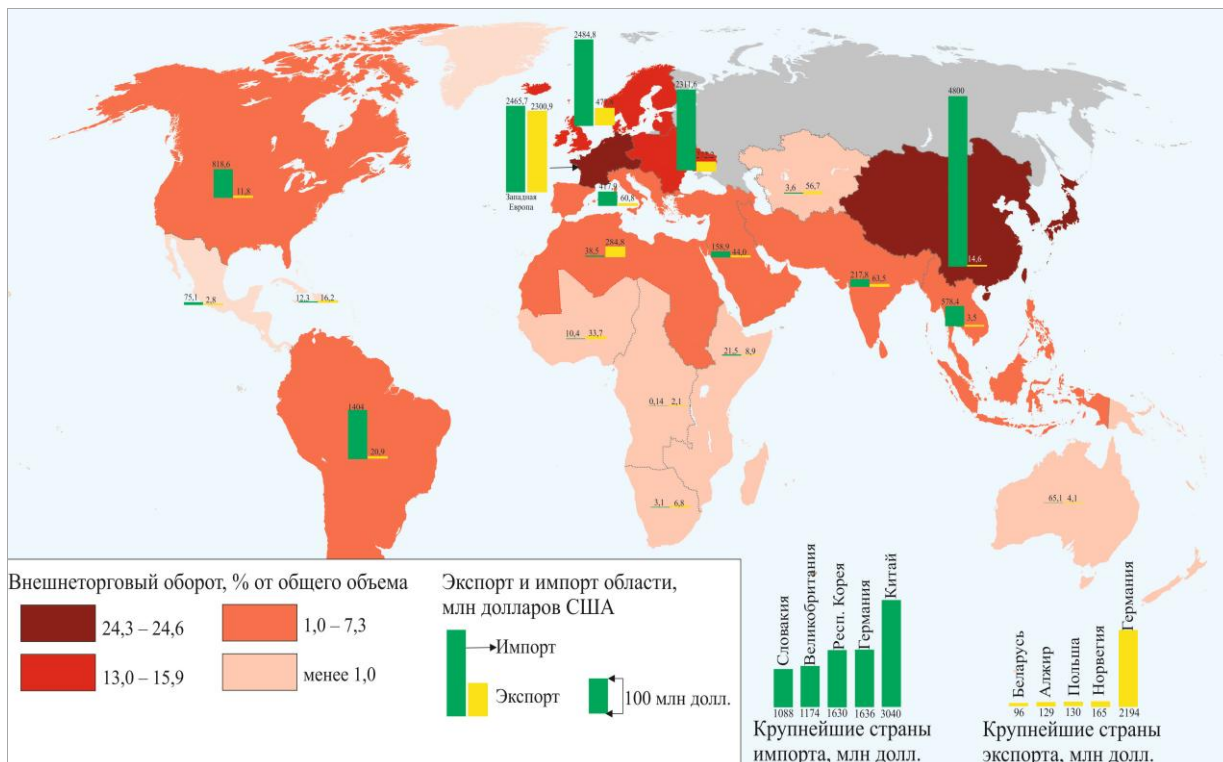 2484,8
47
2465,7 2300,9
Западная
Европа
2311,6
417,9
60,8
4800
14,6
818,6
11,8
3,6 56,7
38,5 284,8
158,9
44,0
217,8
63,5
578,4
3,5
75,1 2,8
12,3 16,2
10,4 33,7
21,5 8,9
0,14 2,1
1404
20,9
3,1 6,8
65,1 4,1
Внешнеторговый оборот, % от общего объема
24,3 – 24,6
1,0 – 7,3
13,0 – 15,9
менее 1,0
Экспорт и импорт области,
млн долларов США
Импорт
Экспорт
100 млн долл.
Словакия
Великобритания
Респ. Корея
Германия
Китай
1088 1174 1630 1636 3040
Крупнейшие страны
импорта, млн долл.
Беларусь
Алжир
Польша
Норвегия
Германия
96 129 130 165 2194
Крупнейшие страны
экспорта, млн долл.